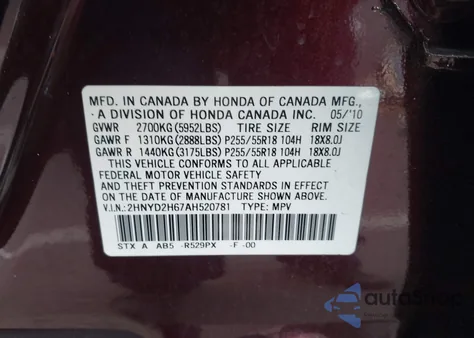 MFD. IN CANADA BY HONDA OF CANADA MFG.,
A DIVISION OF HONDA CANADA INC. 05/'10
GVWR 2700KG(5952LBS) TIRE SIZE RIM SIZE
GAWR F 1310KG(2888LBS)P255/55R18 104H 18X8.0J
GAWR R 1440KG(3175LBS)P255/55R18 104H 18X8.0J
THIS VEHICLE CONFORMS TO ALL APPLICABLE
FEDERAL MOTOR VEHICLE SAFETY
STANDARDS IN EFFECT ON THE
DATE OF MANUFACTURE SHOWN ABOVE.
V.I.N.:2HNYD2H67AH520781 TYPE: MPV
STX A AB5 -R529PX -F -00
autoshop